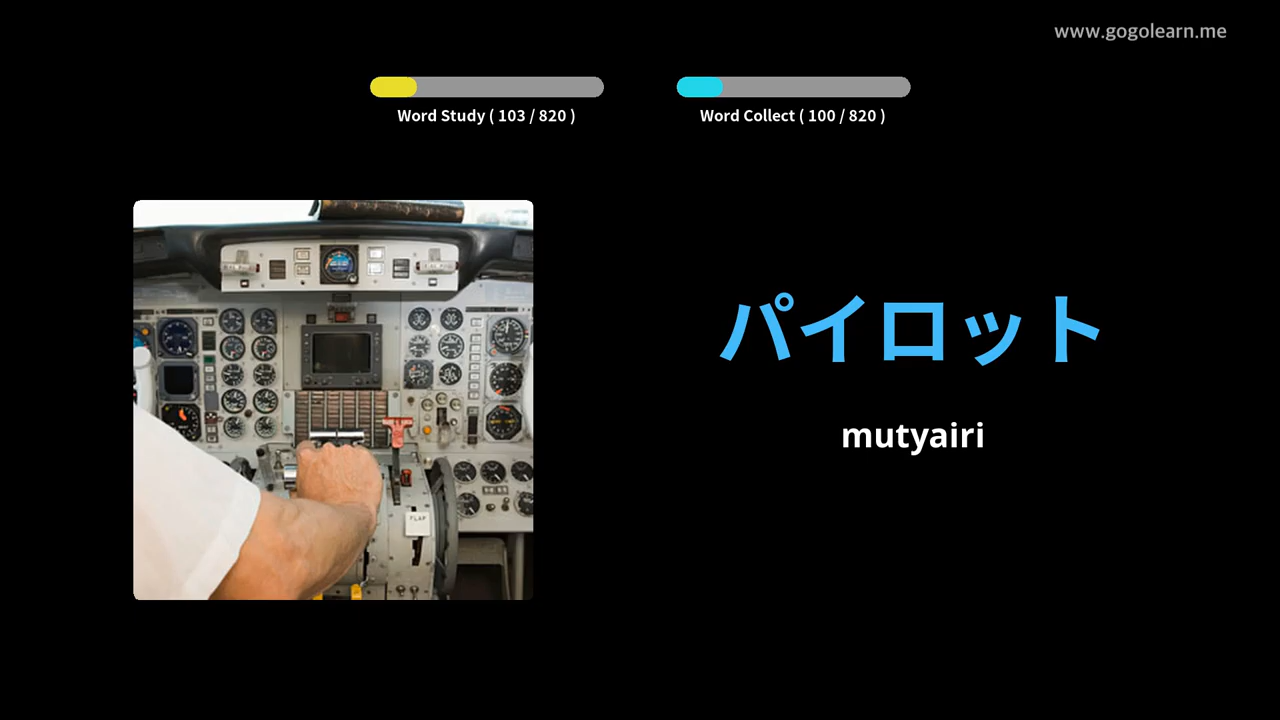 www.gogolearn.me
Word Study ( 103 / 820 )
Word Collect ( 100 / 820 )
パイロット
mutyairi
FLAP